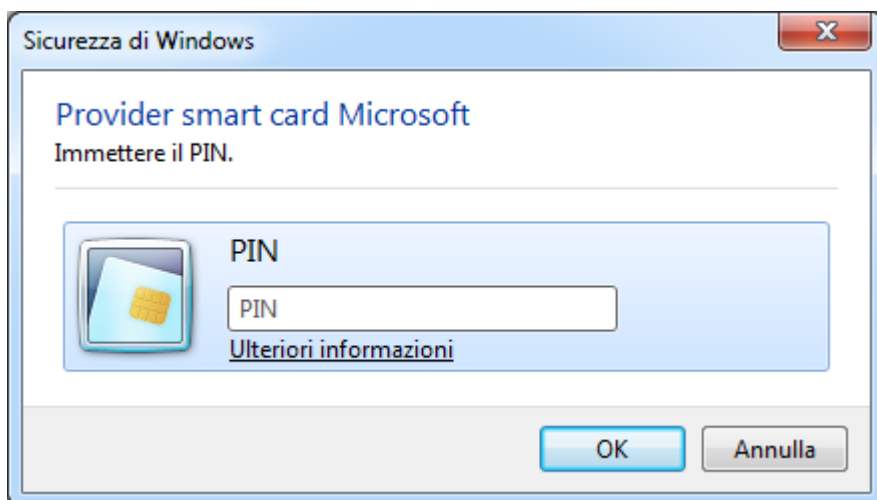 Sicurezza di Windows
Provider smart card Microsoft
Immettere il PIN.
PIN
PIN
Ulteriori informazioni
OK Annulla